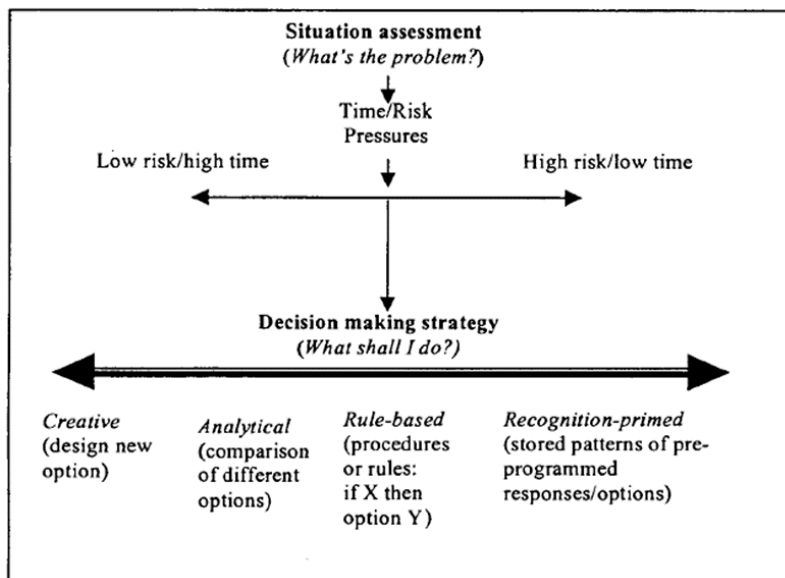 Situation assessment
(What's the problem?)
Time/Risk
Pressures
Low risk/high time
High risk/low time
Decision making strategy
(What shall I do?)
Creative
(design new
option)
Analytical
(comparison
of different
options)
Rule-based
(procedures
or rules:
if X then
option Y)
Recognition-primed
(stored patterns of pre-
programmed
responses/options)